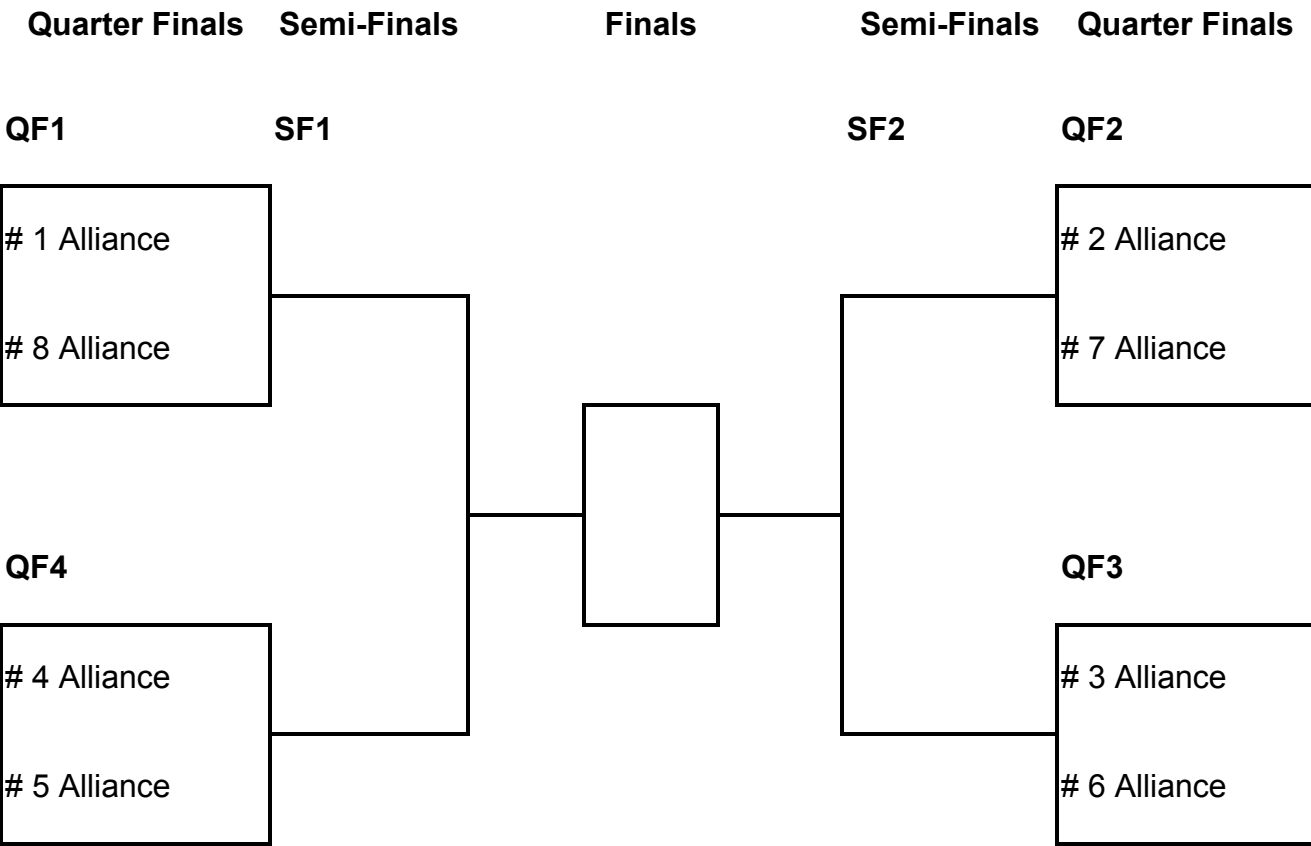 Quarter Finals Semi-Finals Finals Semi-Finals Quarter Finals
QF1 SF1 SF2 QF2
# 1 Alliance # 2 Alliance
# 8 Alliance # 7 Alliance
QF4 QF3
# 4 Alliance # 3 Alliance
# 5 Alliance # 6 Alliance